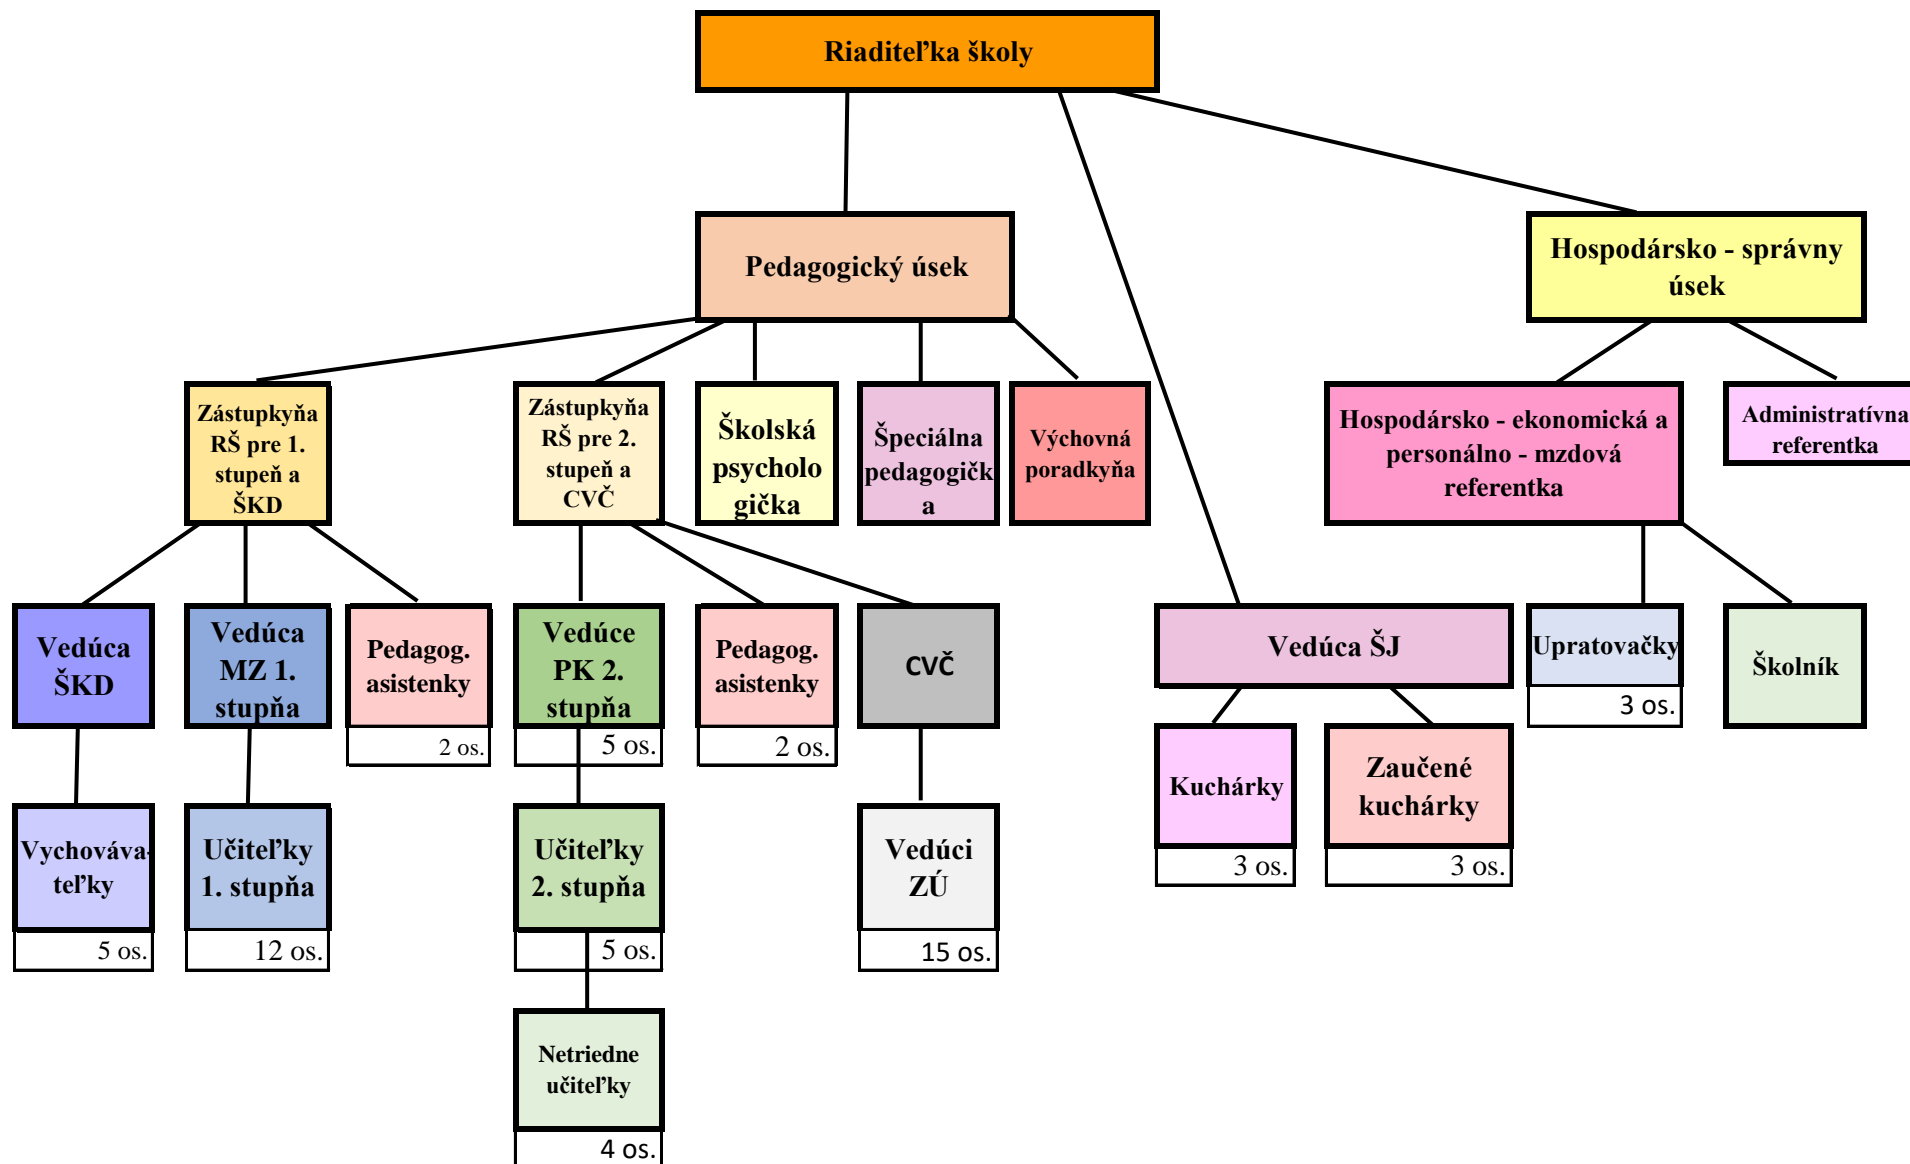 Riaditeľka školy
Pedagogický úsek
Hospodársko - správny
úsek
Zástupkyňa
RŠ pre 1.
stupeň a
ŠKD
Zástupkyňa
RŠ pre 2.
stupeň a
CVČ
Školská
psycholo
gička
Špeciálna
pedagogičk
a
Výchovná
poradkyňa
Hospodársko - ekonomická a
personálno - mzdová
referentka
Administratívna
referentka
Vedúca
ŠKD
Vedúca
MZ 1.
stupňa
Pedagog.
asistenky
2 os.
Vedúce
PK 2.
stupňa
5 os.
Pedagog.
asistenky
2 os.
CVČ
Vedúca ŠJ
Upratovačky
3 os.
Školník
Vychováva-
teľky
5 os.
Učiteľky
1. stupňa
12 os.
Učiteľky
2. stupňa
5 os.
Vedúci
ZÚ
15 os.
Kuchárky
3 os.
Zaučené
kuchárky
3 os.
Netriedne
učiteľky
4 os.